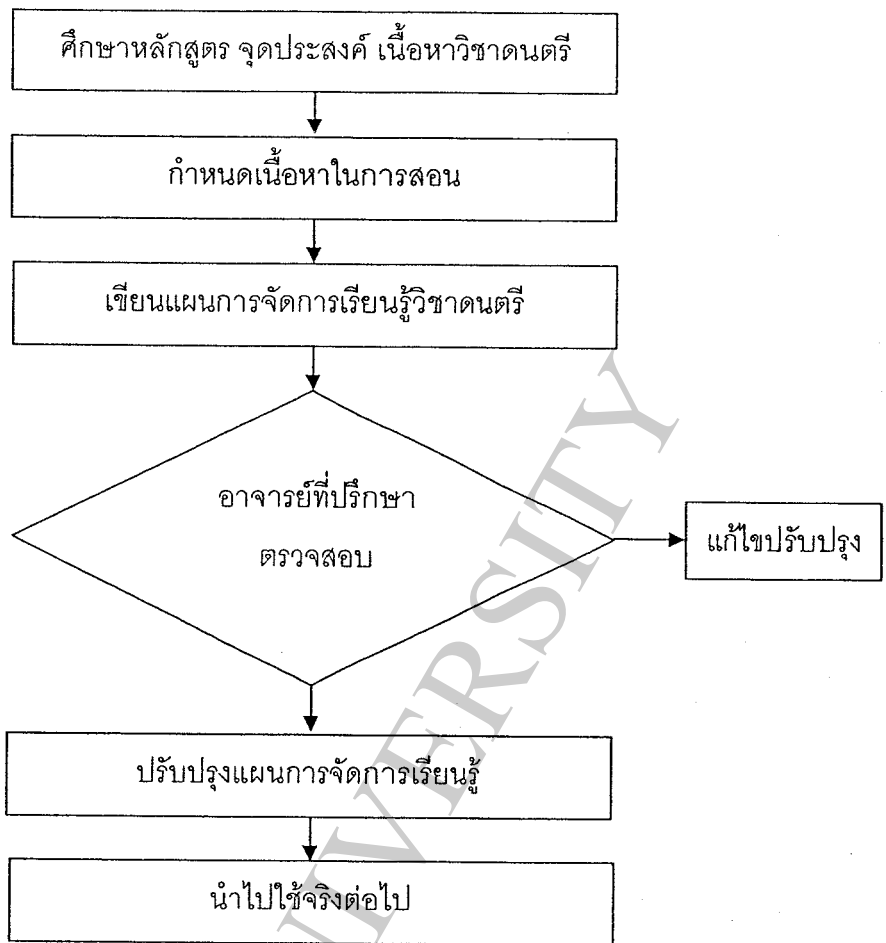 ศึกษาหลักสูตร จุดประสงค์ เนื้อหาวิชาดนตรี
กำหนดเนื้อหาในการสอน
เขียนแผนการจัดการเรียนรู้วิชาดนตรี
อาจารย์ที่ปรึกษา
ตรวจสอบ
แก้ไขปรับปรุง
ปรับปรุงแผนการจัดการเรียนรู้
นำไปใช้จริงต่อไป
NIVERSITY